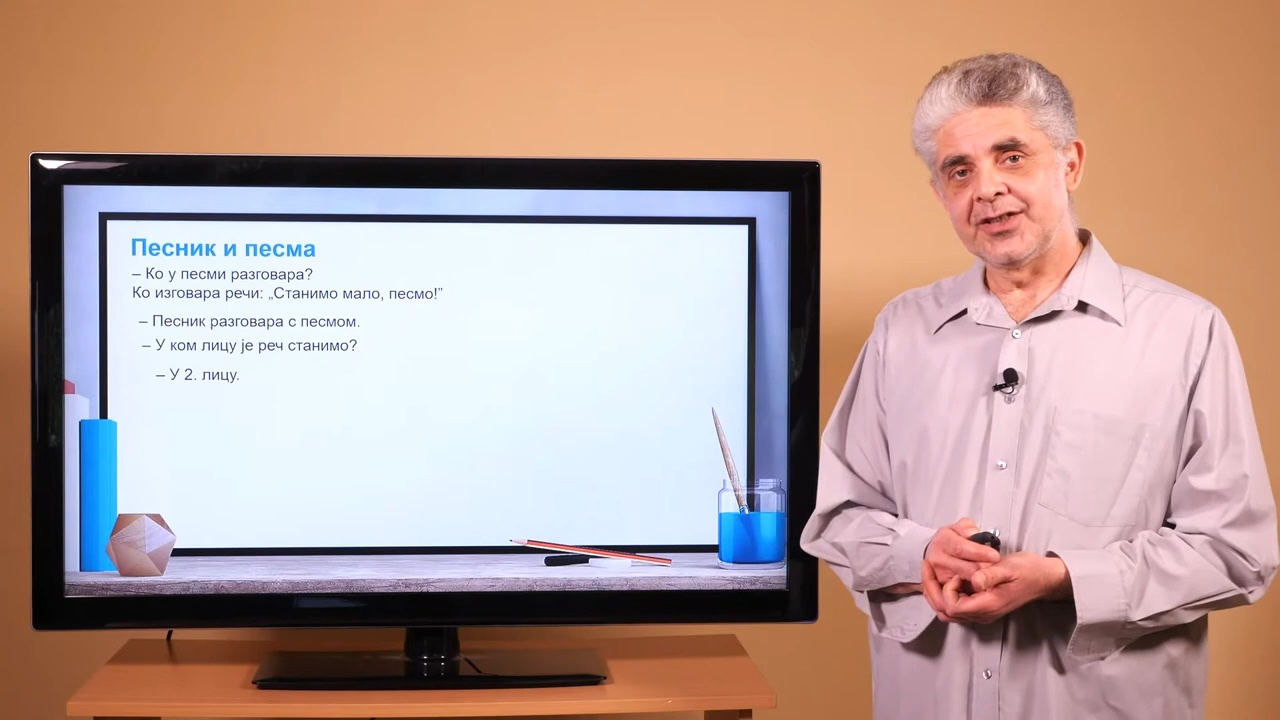 Песник и песма
– Ко у песми разговара?
Ко изговара речи: „Станимо мало, песмо!”
– Песник разговара с песмом.
– У ком лицу је реч станимо?
– У 2. лицу.